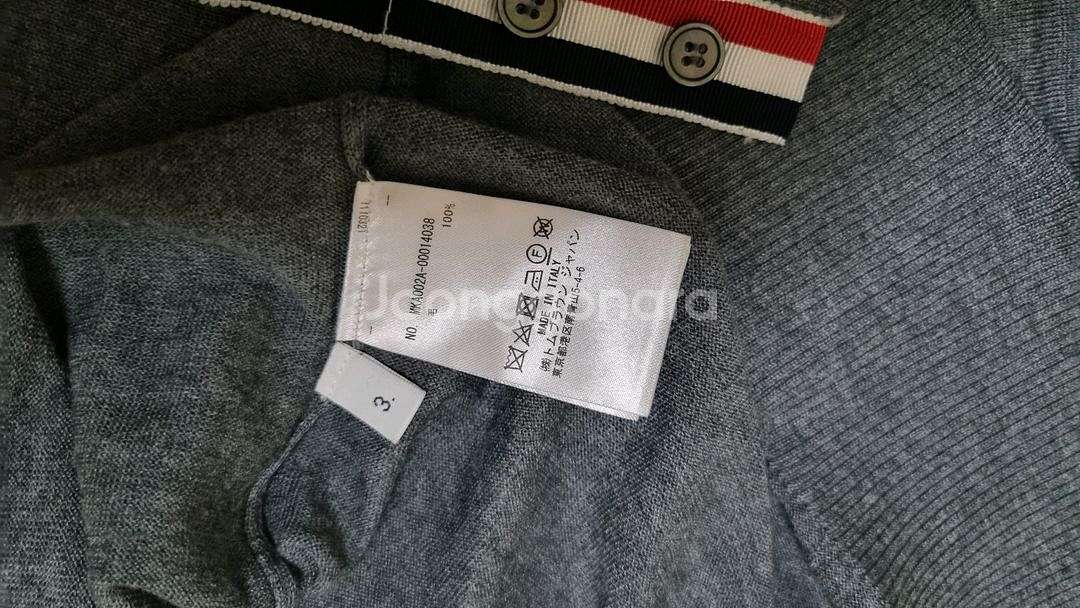 NO. MKA002A-00014038
毛 100%
MADE IN ITALY
㈱トムブラウン ジャパン
東京都港区南青山5-4-6
3.
Joongonara